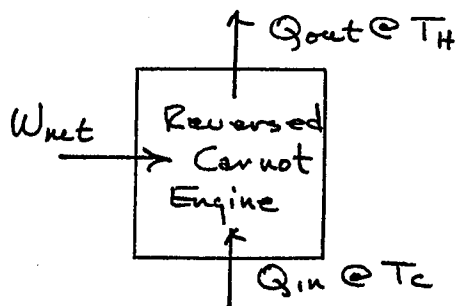 Qout @ TH
Wnet
Reversed
Carnot
Engine
Qin @ Tc